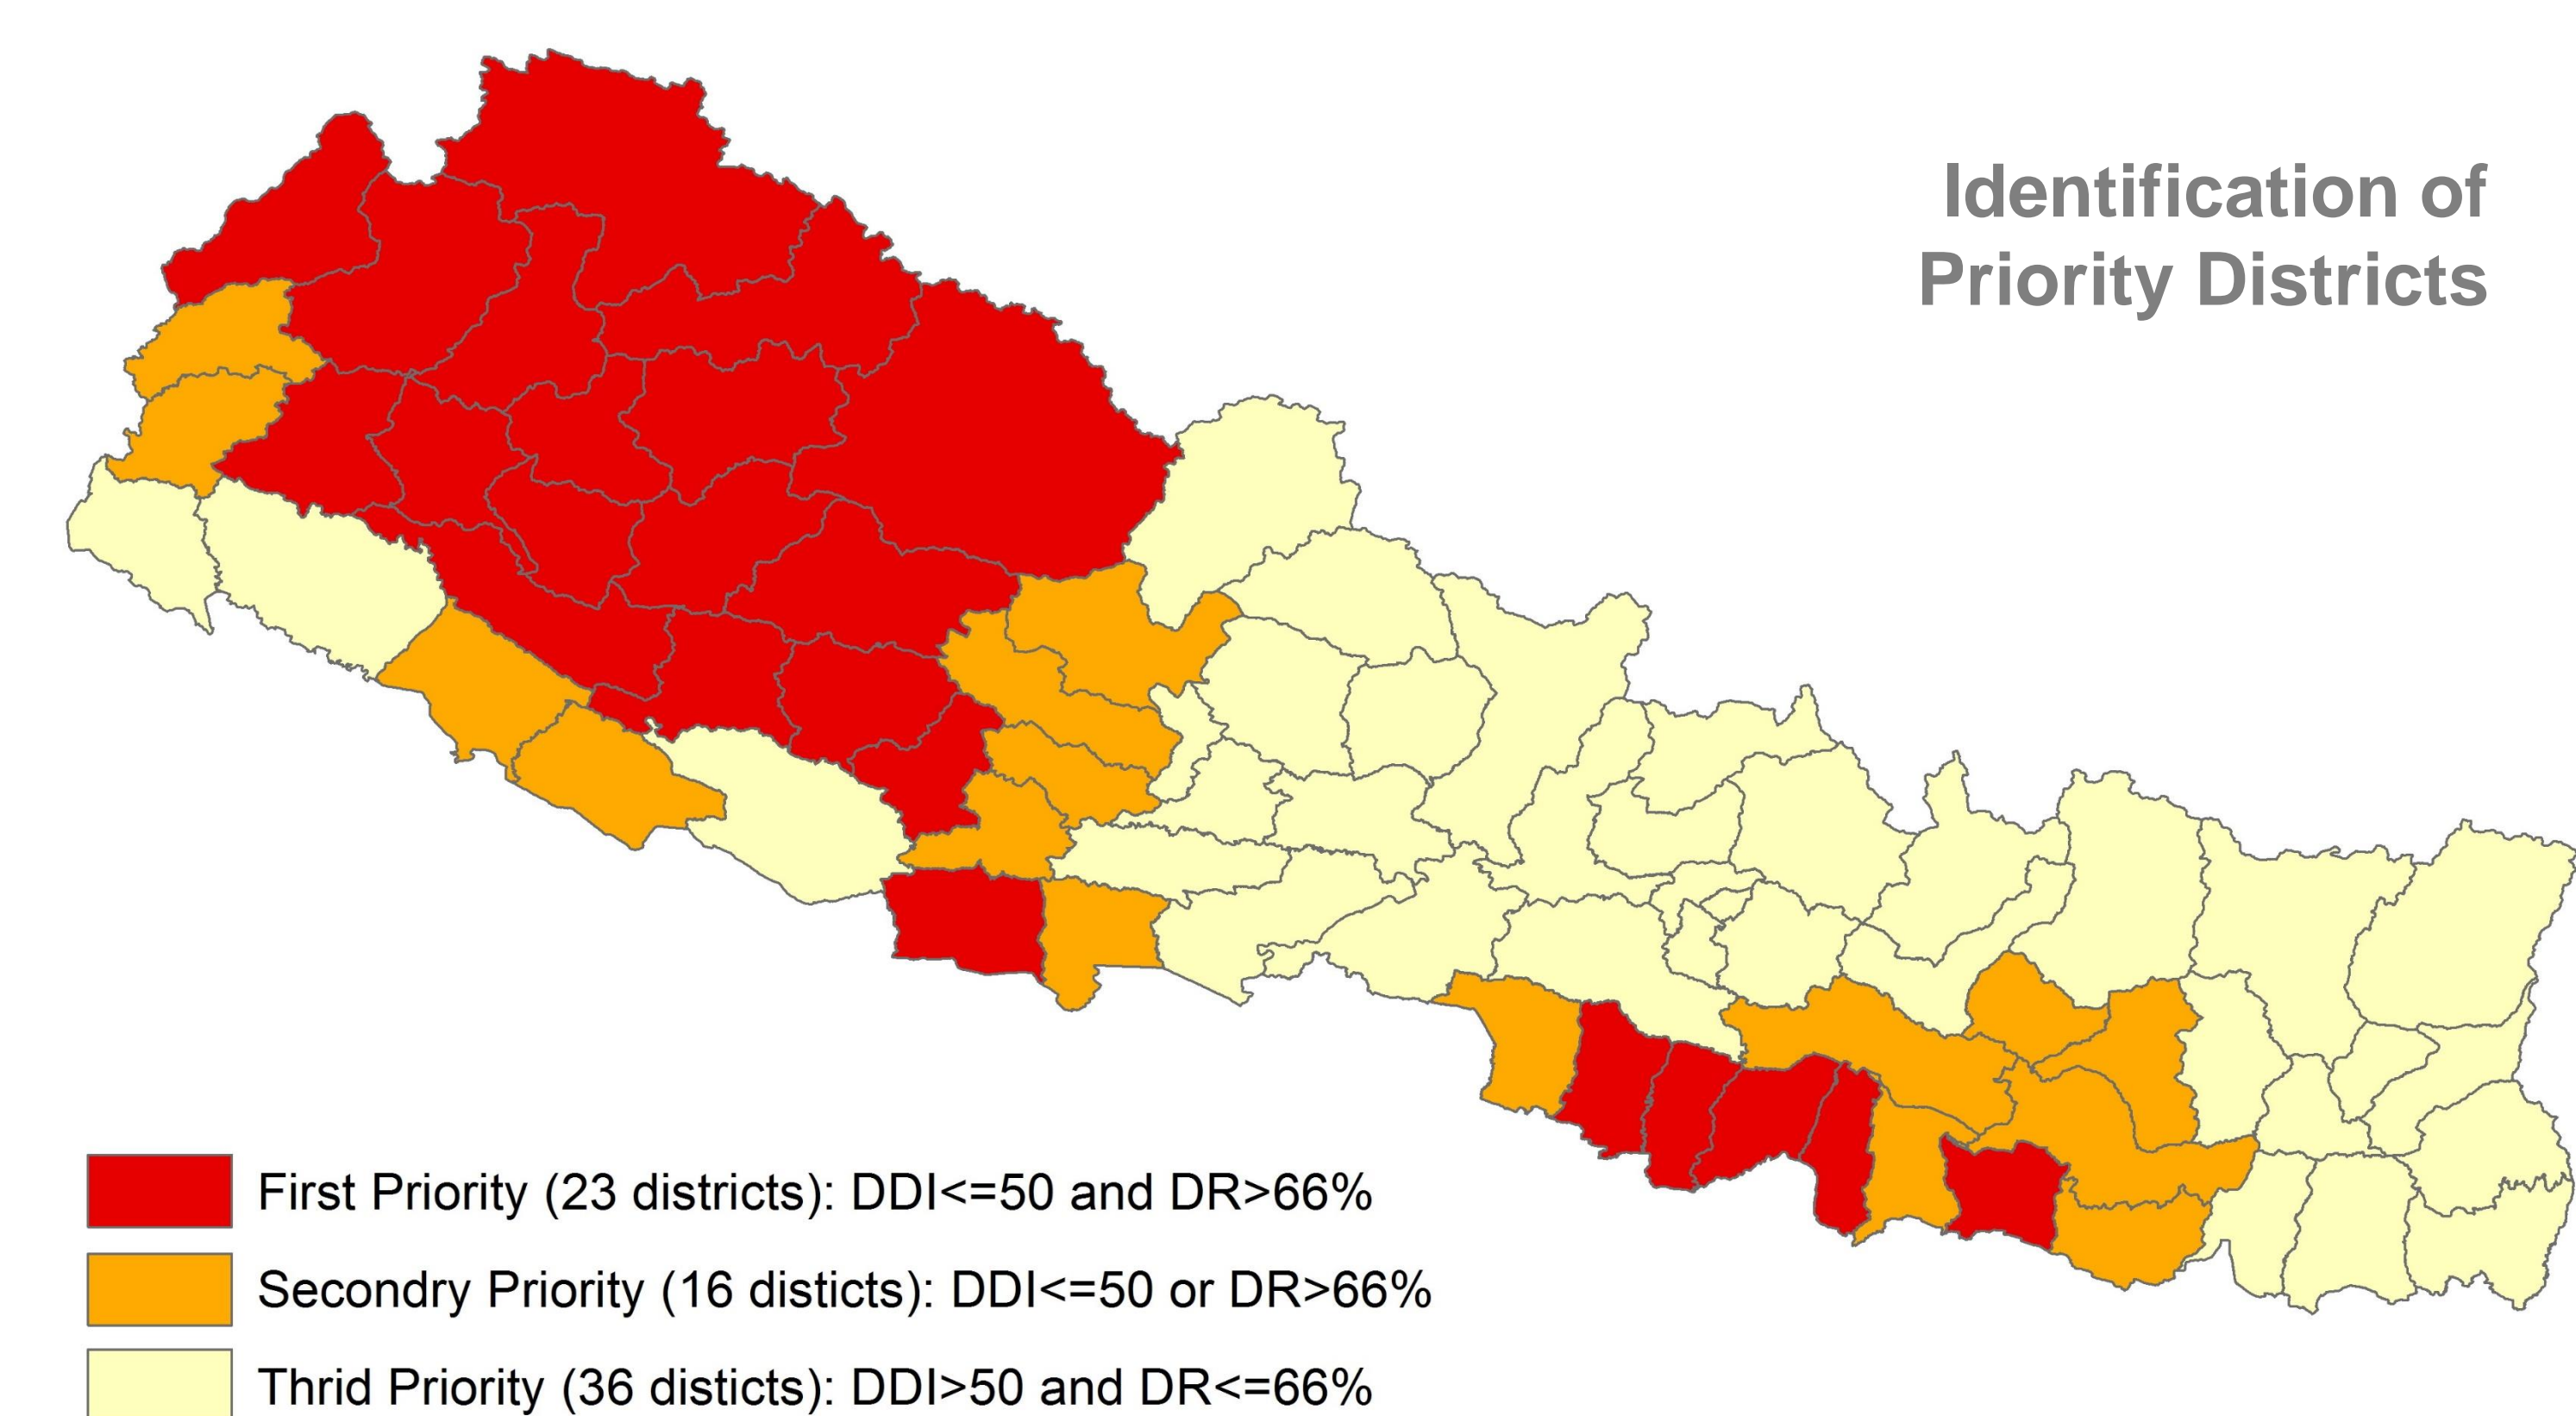 Identification of
Priority Districts
First Priority (23 districts): DDI<=50 and DR>66%
Secondry Priority (16 disticts): DDI<=50 or DR>66%
Thrid Priority (36 disticts): DDI>50 and DR<=66%